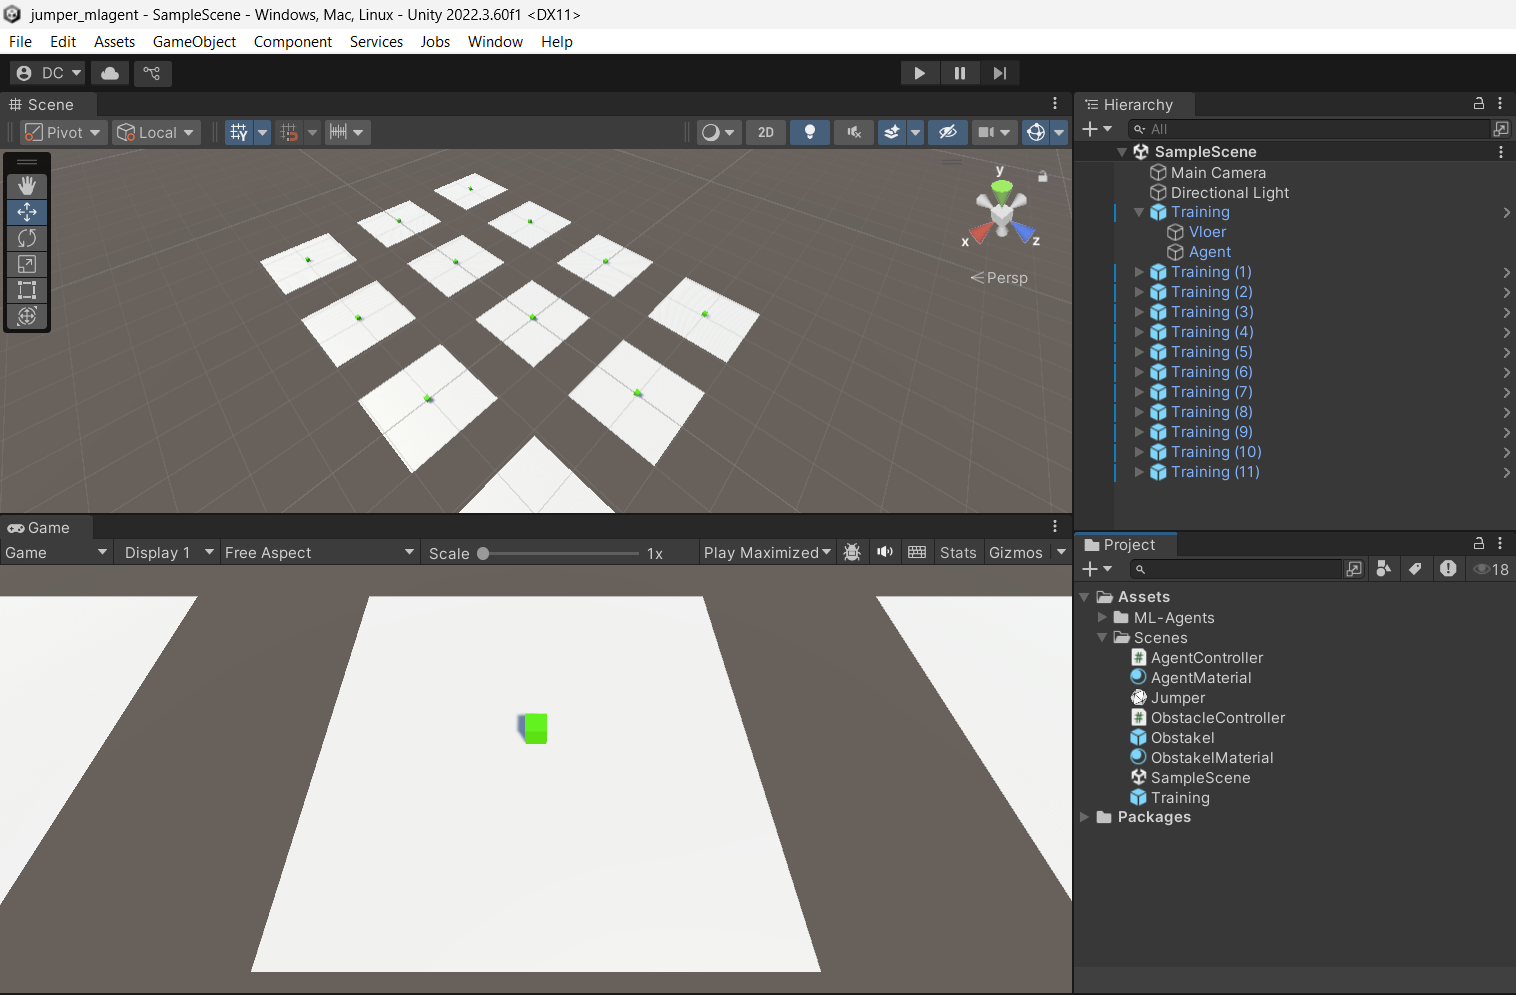 jumper_mlagent - SampleScene - Windows, Mac, Linux - Unity 2022.3.60f1 <DX11>
File Edit Assets GameObject Component Services Jobs Window Help
DC
Scene
Pivot Local 2D
y
x z
Persp
Game
Game Display 1 Free Aspect Scale 1x Play Maximized Stats Gizmos
Hierarchy
All
SampleScene
Main Camera
Directional Light
Training
Vloer
Agent
Training (1)
Training (2)
Training (3)
Training (4)
Training (5)
Training (6)
Training (7)
Training (8)
Training (9)
Training (10)
Training (11)
Project
18
Assets
ML-Agents
Scenes
AgentController
AgentMaterial
Jumper
ObstacleController
Obstakel
ObstakelMaterial
SampleScene
Training
Packages